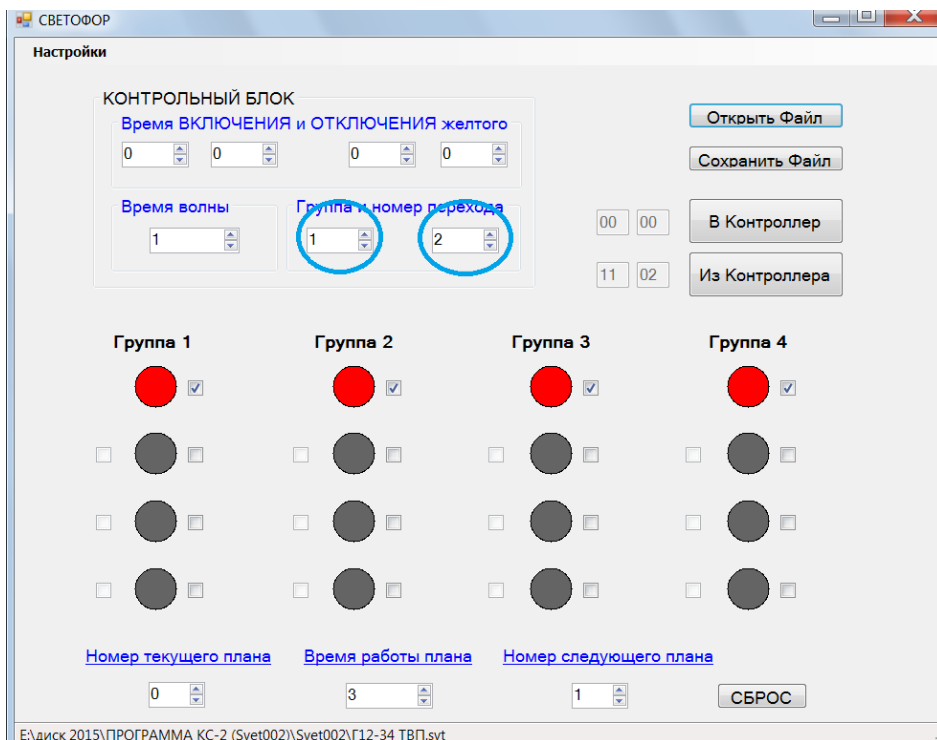 СВЕТОФОР
Настройки
КОНТРОЛЬНЫЙ БЛОК
Время ВКЛЮЧЕНИЯ и ОТКЛЮЧЕНИЯ желтого
0 0 0 0
Открыть Файл
Сохранить Файл
Время волны
Группа и номер перехода
1 1 2
00 00 В Контроллер
11 02 Из Контроллера
Группа 1 Группа 2 Группа 3 Группа 4
Номер текущего плана Время работы плана Номер следующего плана
0 3 1 СБРОС
E:\диск 2015\ПРОГРАММА КС-2 (Svet002)\Svet002\Г12-34 ТВП.svt